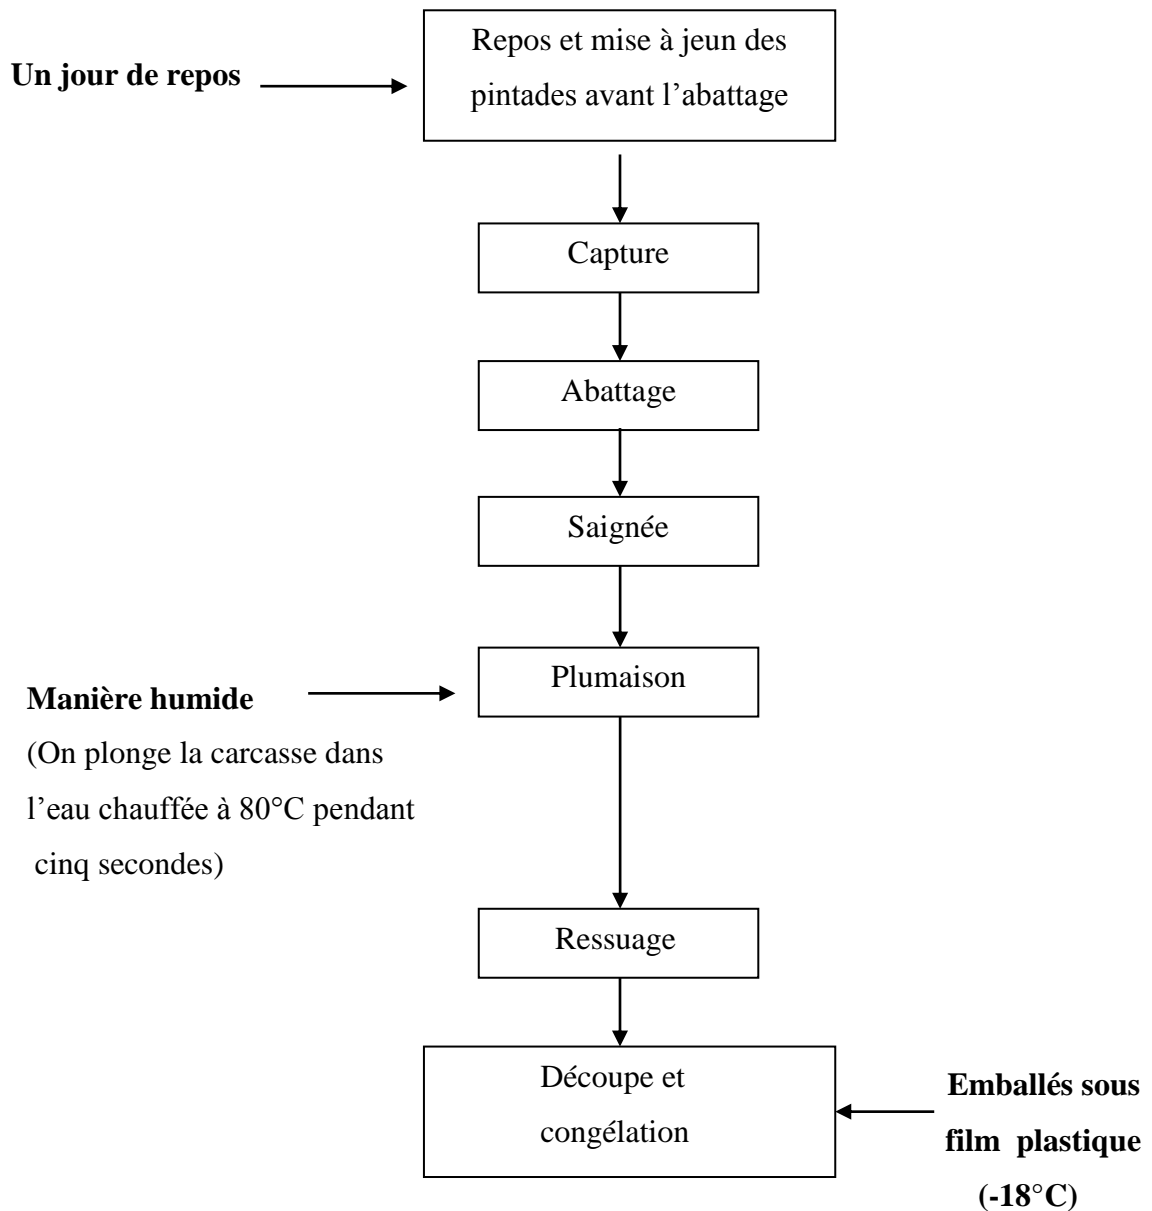 Repos et mise à jeun des
pintades avant l’abattage
Un jour de repos
Capture
Abattage
Saignée
Plumaison
Manière humide
(On plonge la carcasse dans
l’eau chauffée à 80°C pendant
cinq secondes)
Ressuage
Découpe et
congélation
Emballés sous
film plastique
(-18°C)